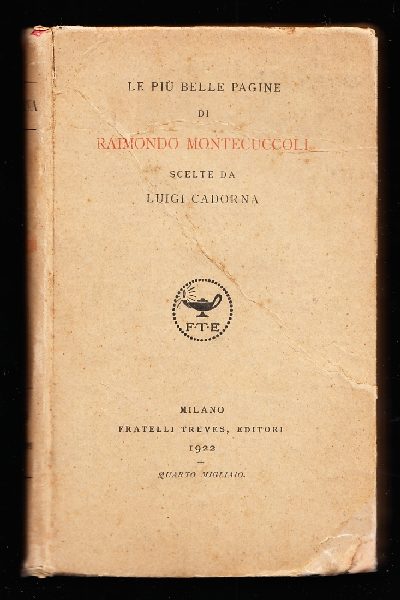 LE PIÙ BELLE PAGINE
DI
RAIMONDO MONTECUCCOLI
SCELTE DA
LUIGI CADORNA
F·T·E
MILANO
FRATELLI TREVES, EDITORI
1922
QUARTO MIGLIAIO.